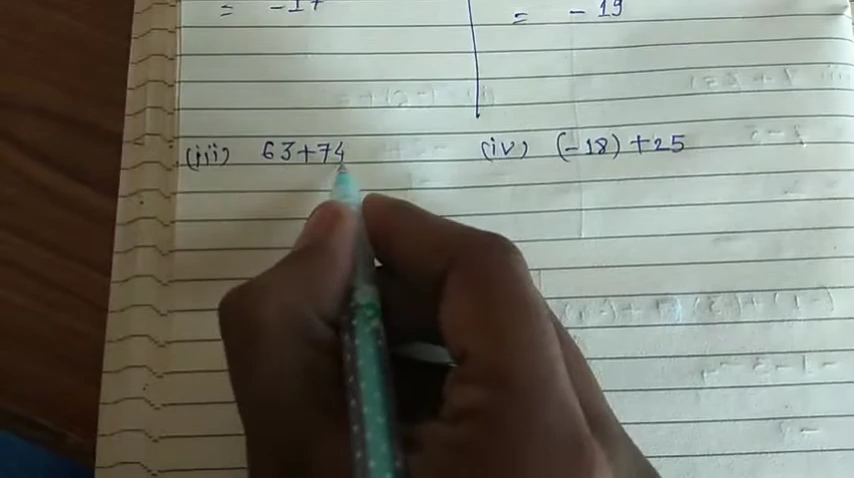 = -17
= -19
(iii) 63+74
(iv) (-18) +25